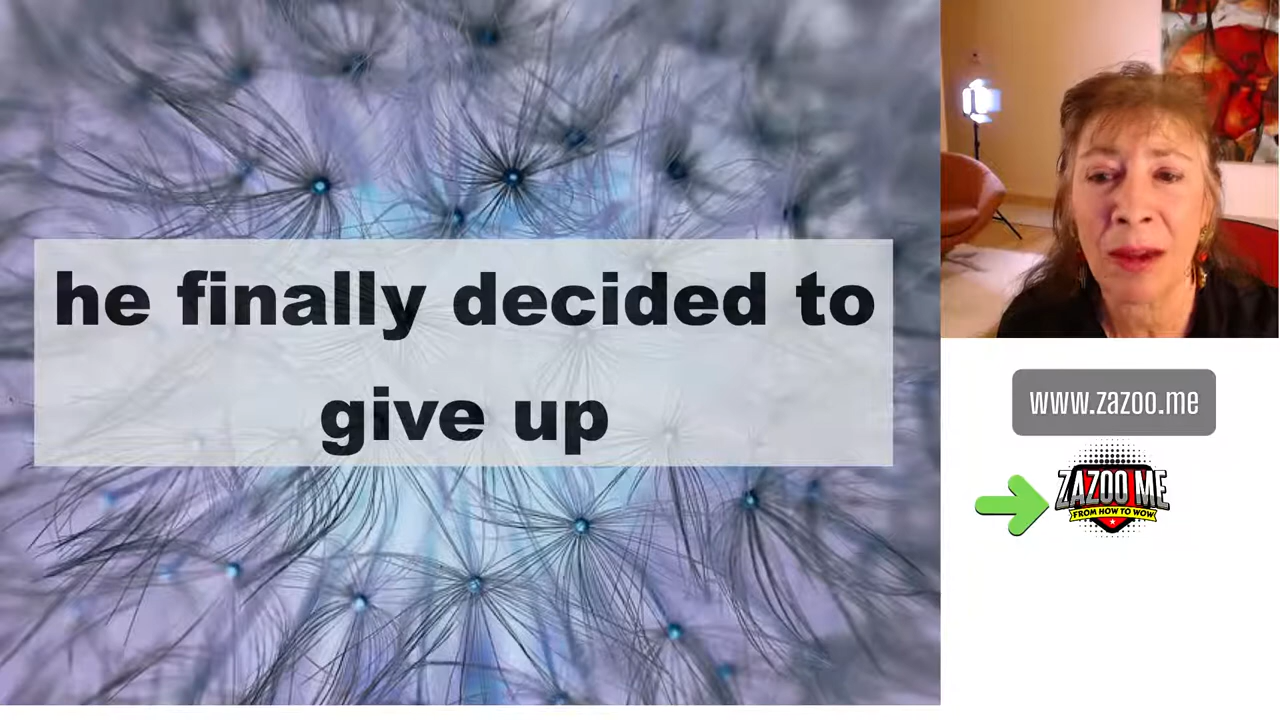 he finally decided to
give up
www.zazoo.me
ZAZOO ME
FROM HOW TO WOW